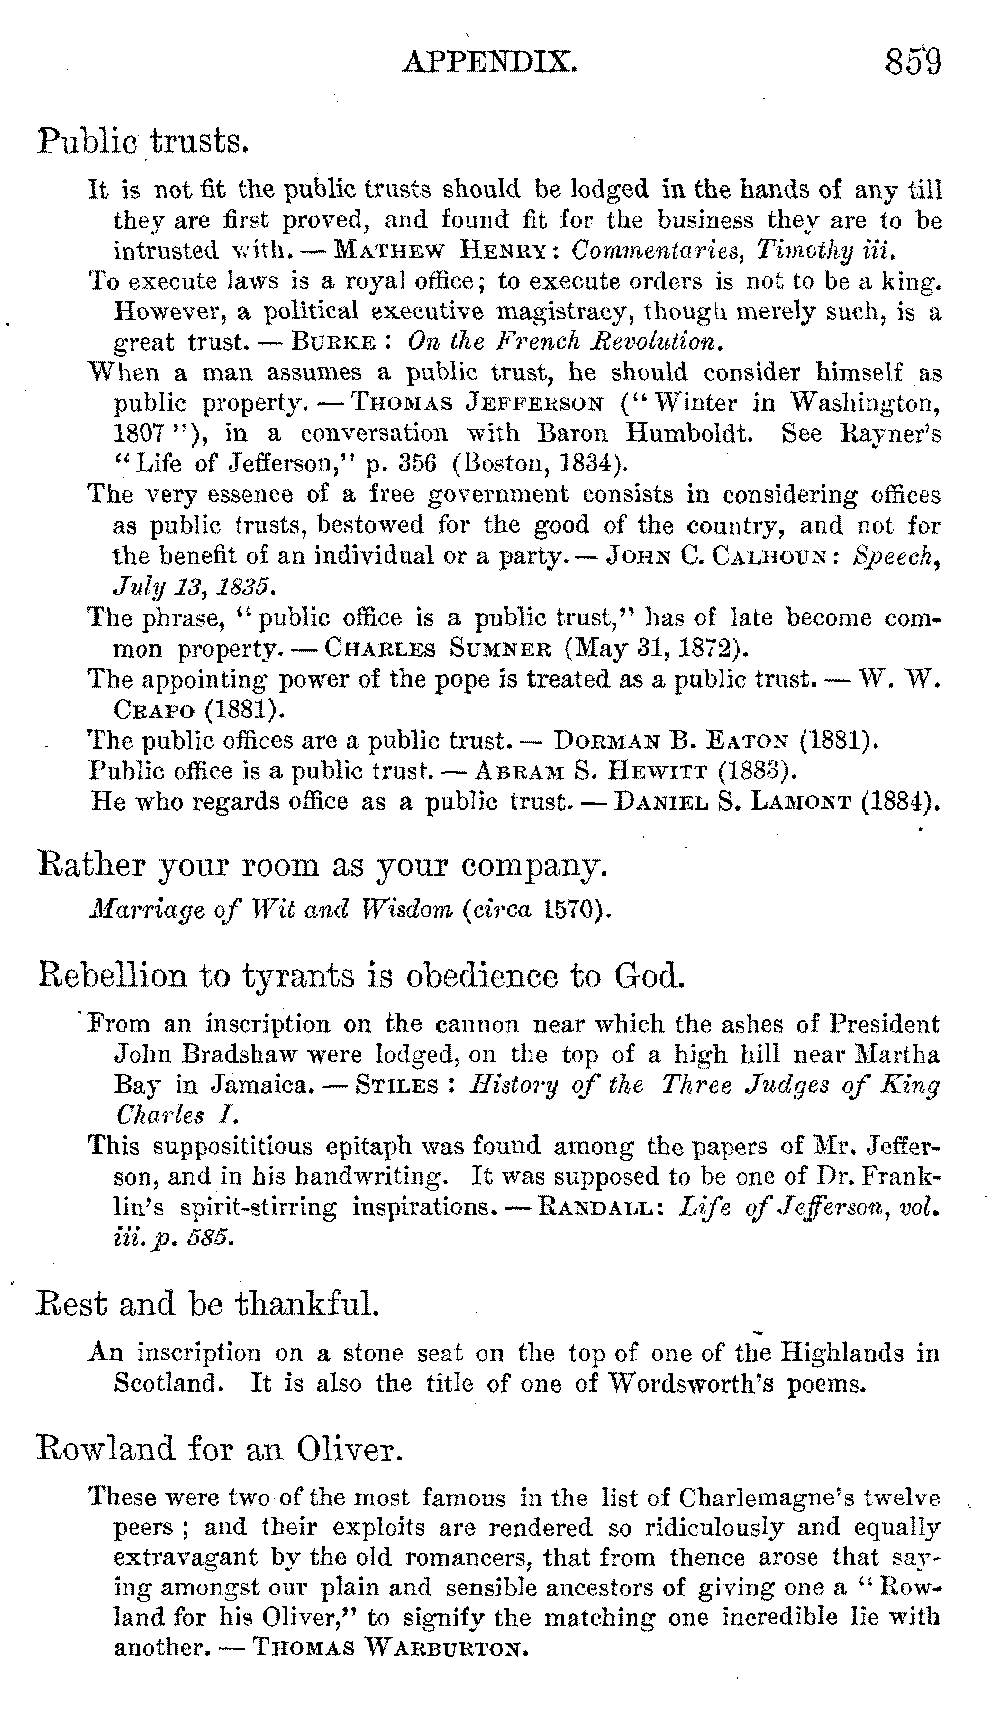 APPENDIX. 859
Public trusts.
It is not fit the public trusts should be lodged in the hands of any till
they are first proved, and found fit for the business they are to be
intrusted with. — MATHEW HENRY: Commentaries, Timothy iii.
To execute laws is a royal office; to execute orders is not to be a king.
However, a political executive magistracy, though merely such, is a
great trust. — BURKE : On the French Revolution.
When a man assumes a public trust, he should consider himself as
public property. — THOMAS JEFFERSON (“Winter in Washington,
1807”), in a conversation with Baron Humboldt. See Rayner's
“Life of Jefferson,” p. 356 (Boston, 1834).
The very essence of a free government consists in considering offices
as public trusts, bestowed for the good of the country, and not for
the benefit of an individual or a party. — JOHN C. CALHOUN: Speech,
July 13, 1835.
The phrase, “public office is a public trust,” has of late become com-
mon property. — CHARLES SUMNER (May 31, 1872).
The appointing power of the pope is treated as a public trust. — W. W.
CRAPO (1881).
The public offices are a public trust. — DORMAN B. EATON (1881).
Public office is a public trust. — ABRAM S. HEWITT (1883).
He who regards office as a public trust. — DANIEL S. LAMONT (1884).
Rather your room as your company.
Marriage of Wit and Wisdom (circa 1570).
Rebellion to tyrants is obedience to God.
From an inscription on the cannon near which the ashes of President
John Bradshaw were lodged, on the top of a high hill near Martha
Bay in Jamaica. — STILES : History of the Three Judges of King
Charles I.
This supposititious epitaph was found among the papers of Mr. Jeffer-
son, and in his handwriting. It was supposed to be one of Dr. Frank-
lin's spirit-stirring inspirations. — RANDALL: Life of Jefferson, vol.
iii. p. 585.
Rest and be thankful.
An inscription on a stone seat on the top of one of the Highlands in
Scotland. It is also the title of one of Wordsworth's poems.
Rowland for an Oliver.
These were two of the most famous in the list of Charlemagne's twelve
peers ; and their exploits are rendered so ridiculously and equally
extravagant by the old romancers, that from thence arose that say-
ing amongst our plain and sensible ancestors of giving one a “Row-
land for his Oliver,” to signify the matching one incredible lie with
another. — THOMAS WARBURTON.